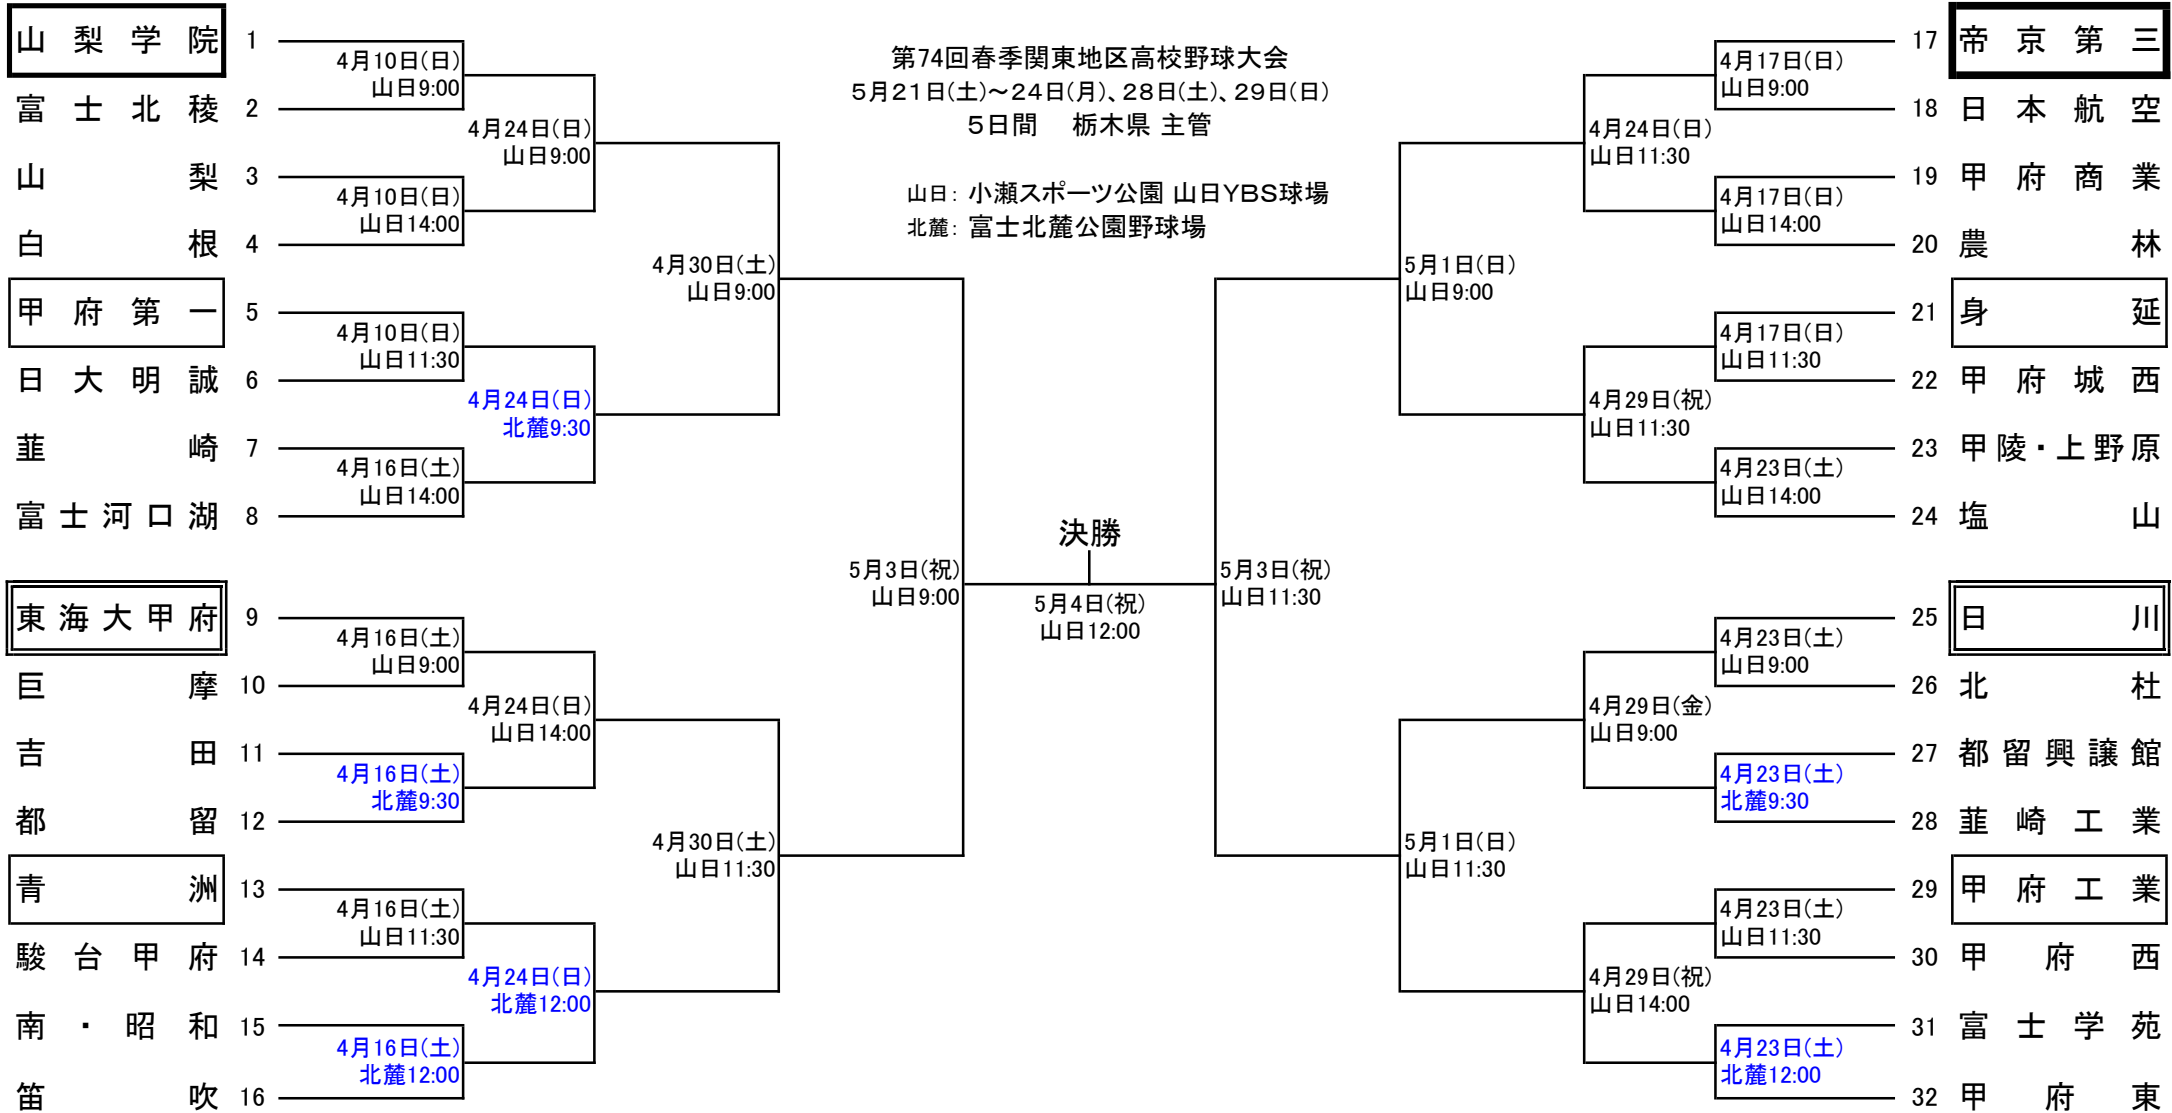 第74回春季関東地区高校野球大会
5月21日(土)～24日(月)、28日(土)、29日(日)
5日間 栃木県 主管
山日： 小瀬スポーツ公園 山日YBS球場
北麓： 富士北麓公園野球場
山梨学院 1
4月10日(日)
山日9:00
富士北稜 2
4月24日(日)
山日9:00
山梨 3
4月10日(日)
山日14:00
白根 4
4月30日(土)
山日9:00
甲府第一 5
4月10日(日)
山日11:30
日大明誠 6
4月24日(日)
北麓9:30
韮崎 7
4月16日(土)
山日14:00
富士河口湖 8
5月3日(祝)
山日9:00
東海大甲府 9
4月16日(土)
山日9:00
巨摩 10
4月24日(日)
山日14:00
吉田 11
4月16日(土)
北麓9:30
都留 12
4月30日(土)
山日11:30
青洲 13
4月16日(土)
山日11:30
駿台甲府 14
4月24日(日)
北麓12:00
南・昭和 15
4月16日(土)
北麓12:00
笛吹 16
決勝
5月4日(祝)
山日12:00
17 帝京第三
4月17日(日)
山日9:00
18 日本航空
4月24日(日)
山日11:30
19 甲府商業
4月17日(日)
山日14:00
20 農林
5月1日(日)
山日9:00
21 身延
4月17日(日)
山日11:30
22 甲府城西
4月29日(祝)
山日11:30
23 甲陵・上野原
4月23日(土)
山日14:00
24 塩山
5月3日(祝)
山日11:30
25 日川
4月23日(土)
山日9:00
26 北杜
4月29日(金)
山日9:00
27 都留興譲館
4月23日(土)
北麓9:30
28 韮崎工業
5月1日(日)
山日11:30
29 甲府工業
4月23日(土)
山日11:30
30 甲府西
4月29日(祝)
山日14:00
31 富士学苑
4月23日(土)
北麓12:00
32 甲府東